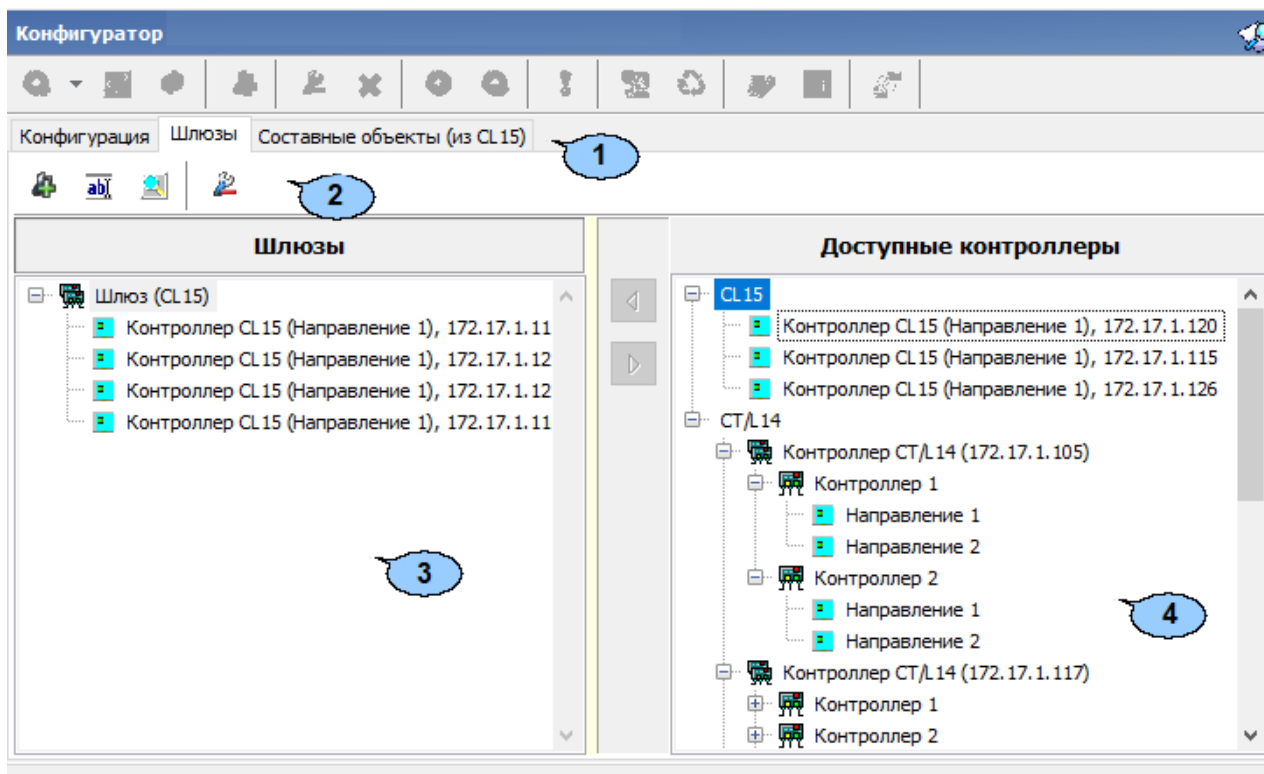 Конфигуратор
Конфигурация Шлюзы Составные объекты (из CL15)
1
2
Шлюзы
Шлюз (CL15)
Контроллер CL15 (Направление 1), 172.17.1.11
Контроллер CL15 (Направление 1), 172.17.1.12
Контроллер CL15 (Направление 1), 172.17.1.12
Контроллер CL15 (Направление 1), 172.17.1.11
3
Доступные контроллеры
CL15
Контроллер CL15 (Направление 1), 172.17.1.120
Контроллер CL15 (Направление 1), 172.17.1.115
Контроллер CL15 (Направление 1), 172.17.1.126
CT/L14
Контроллер CT/L14 (172.17.1.105)
Контроллер 1
Направление 1
Направление 2
Контроллер 2
Направление 1
Направление 2
4
Контроллер CT/L14 (172.17.1.117)
Контроллер 1
Контроллер 2